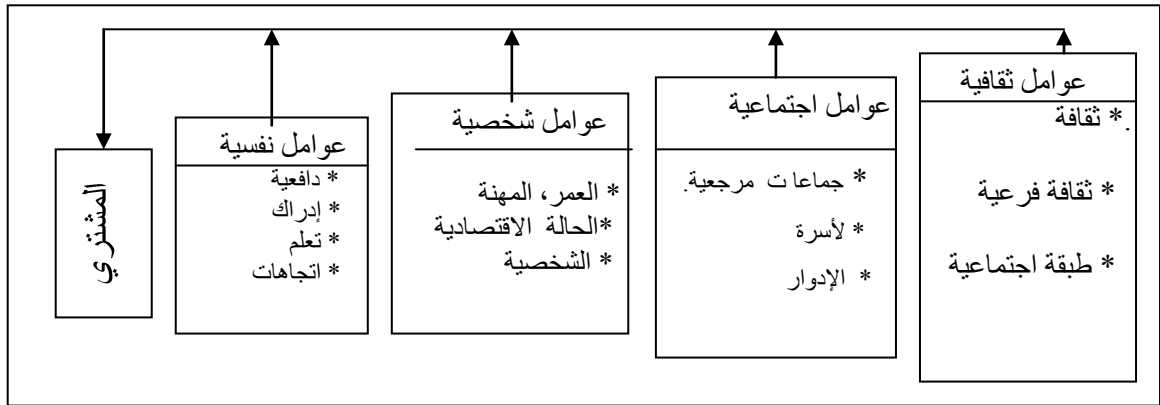 عوامل ثقافية
* ثقافة.
* ثقافة فرعية
* طبقة اجتماعية
عوامل اجتماعية
* جماعا ت مرجعية.
* لأسرة
* الإدوار
عوامل شخصية
* العمر، المهنة
*الحالة الاقتصادية
* الشخصية
عوامل نفسية
* دافعية
* إدراك
* تعلم
* اتجاهات
المشتري